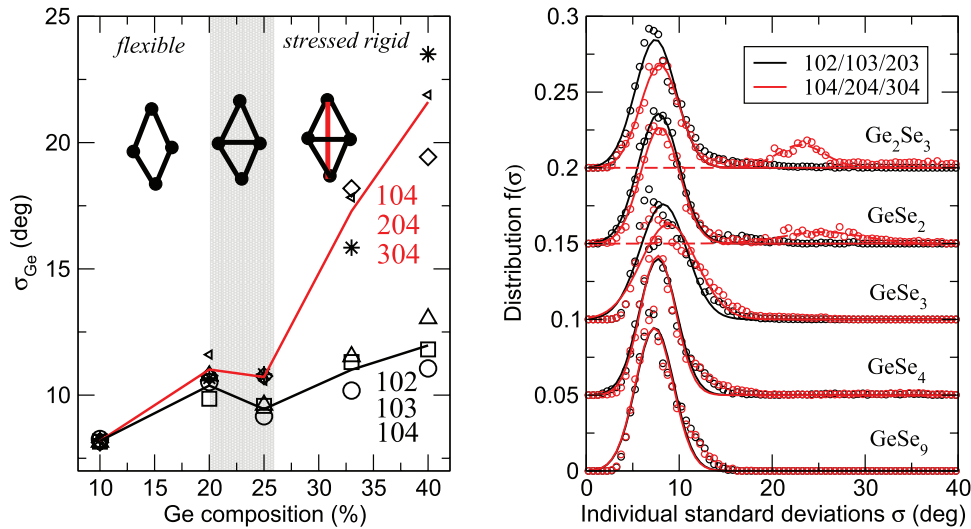 25
20
15
10
σGe (deg)
flexible
stressed rigid
104
204
304
102
103
104
10 15 20 25 30 35 40
Ge composition (%)
0.3
0.25
0.2
0.15
0.1
0.05
0
Distribution f(σ)
102/103/203
104/204/304
Ge2Se3
GeSe2
GeSe3
GeSe4
GeSe9
0 10 20 30 40
Individual standard deviations σ (deg)